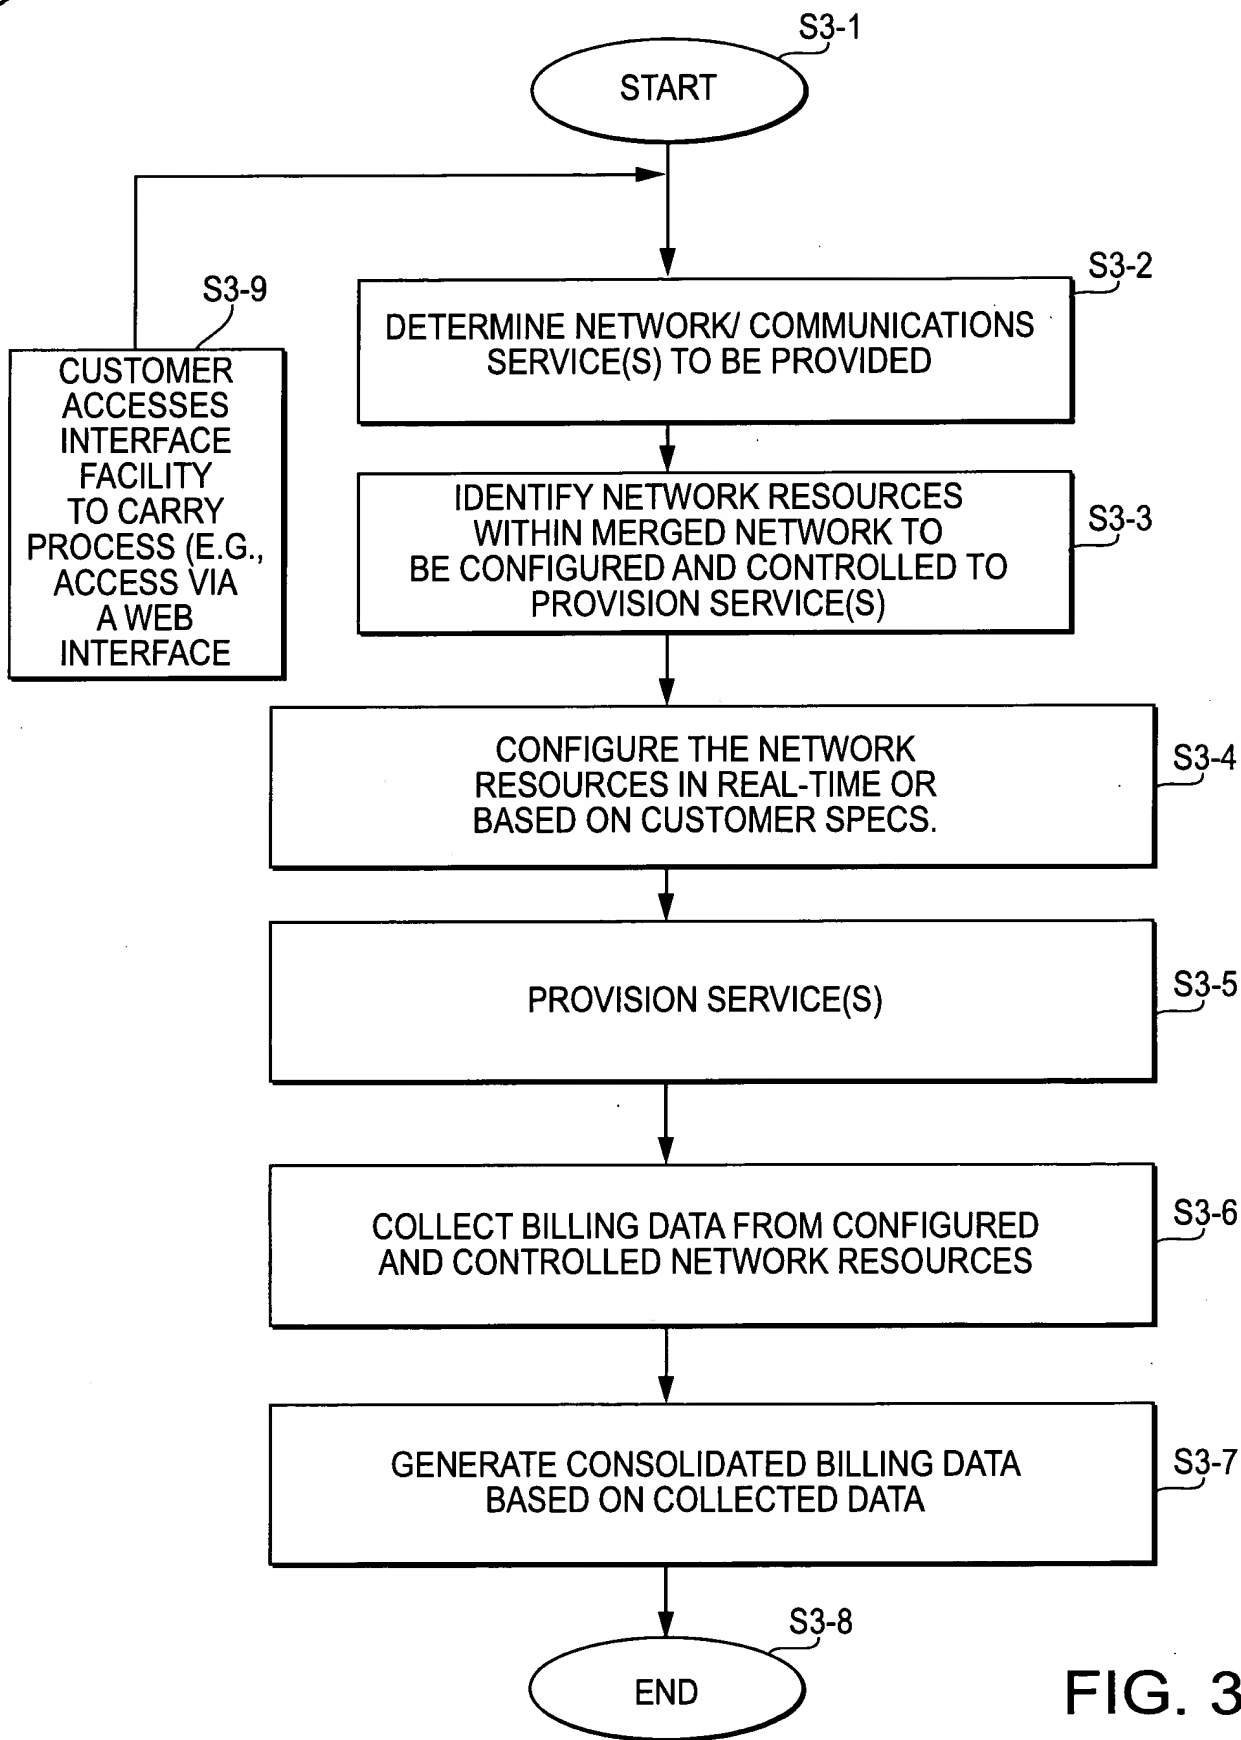 S3-1
START
S3-2
DETERMINE NETWORK/ COMMUNICATIONS
SERVICE(S) TO BE PROVIDED
S3-9
CUSTOMER
ACCESSES
INTERFACE
FACILITY
TO CARRY
PROCESS (E.G.,
ACCESS VIA
A WEB
INTERFACE
IDENTIFY NETWORK RESOURCES
WITHIN MERGED NETWORK TO
BE CONFIGURED AND CONTROLLED TO
PROVISION SERVICE(S)
S3-3
CONFIGURE THE NETWORK
RESOURCES IN REAL-TIME OR
BASED ON CUSTOMER SPECS.
S3-4
PROVISION SERVICE(S)
S3-5
COLLECT BILLING DATA FROM CONFIGURED
AND CONTROLLED NETWORK RESOURCES
S3-6
GENERATE CONSOLIDATED BILLING DATA
BASED ON COLLECTED DATA
S3-7
S3-8
END
FIG. 3